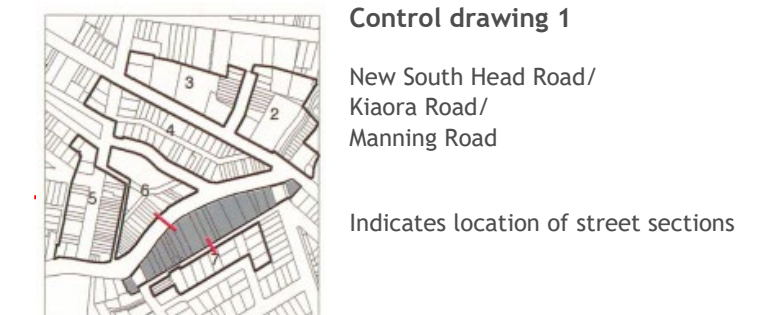 Control drawing 1
New South Head Road/
Kiaora Road/
Manning Road
Indicates location of street sections
3
2
4
5
6
7